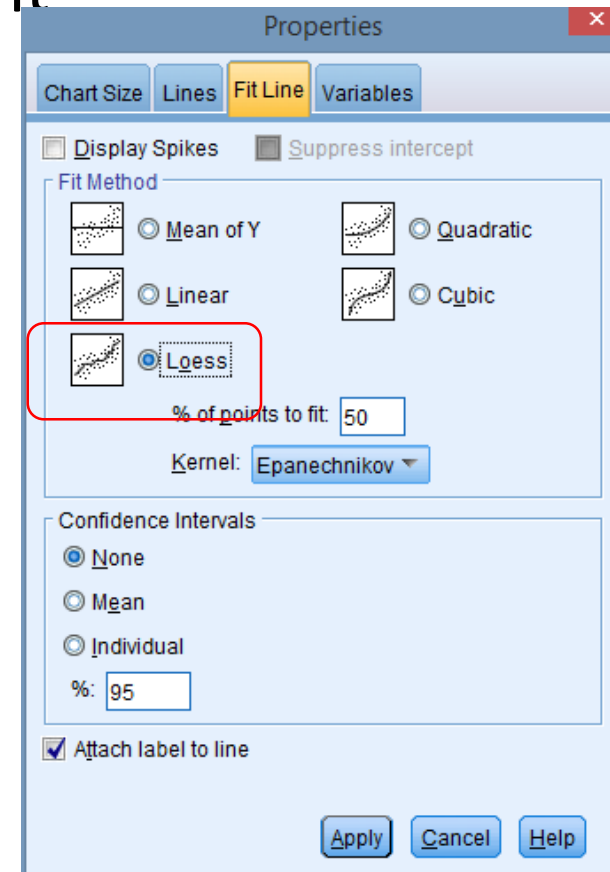 Properties
Chart Size Lines Fit Line Variables
Display Spikes Suppress intercept
Fit Method
Mean of Y Quadratic
Linear Cubic
Loess
% of points to fit: 50
Kernel: Epanechnikov
Confidence Intervals
None
Mean
Individual
%: 95
Attach label to line
Apply Cancel Help